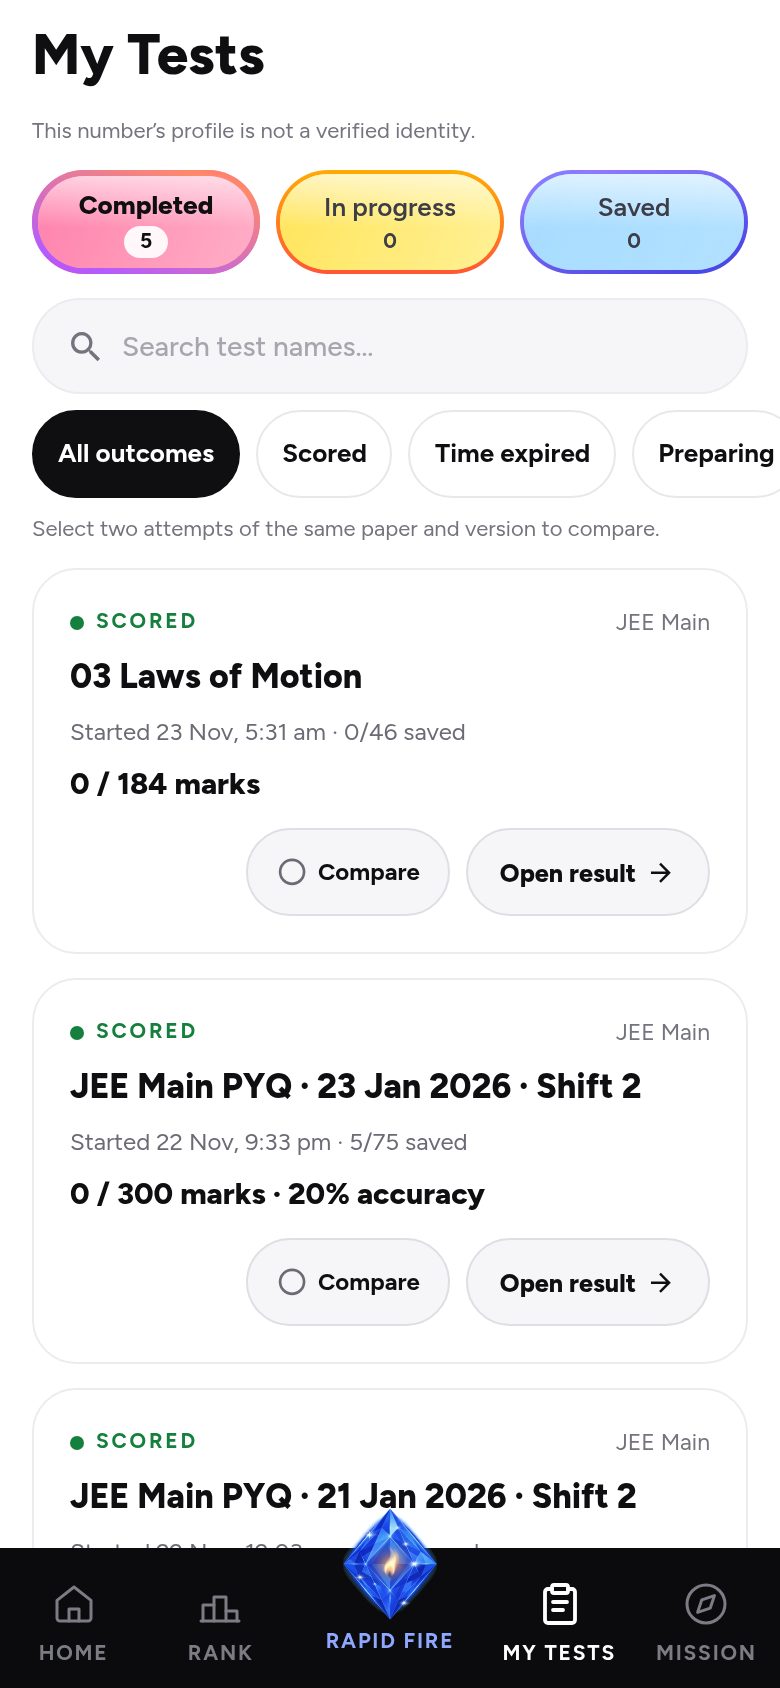 My Tests
This number’s profile is not a verified identity.
Completed
5
In progress
0
Saved
0
Search test names...
All outcomes
Scored
Time expired
Preparing
Select two attempts of the same paper and version to compare.
SCORED
JEE Main
03 Laws of Motion
Started 23 Nov, 5:31 am · 0/46 saved
0 / 184 marks
Compare
Open result →
SCORED
JEE Main
JEE Main PYQ · 23 Jan 2026 · Shift 2
Started 22 Nov, 9:33 pm · 5/75 saved
0 / 300 marks · 20% accuracy
Compare
Open result →
SCORED
JEE Main
JEE Main PYQ · 21 Jan 2026 · Shift 2
HOME
RANK
RAPID FIRE
MY TESTS
MISSION